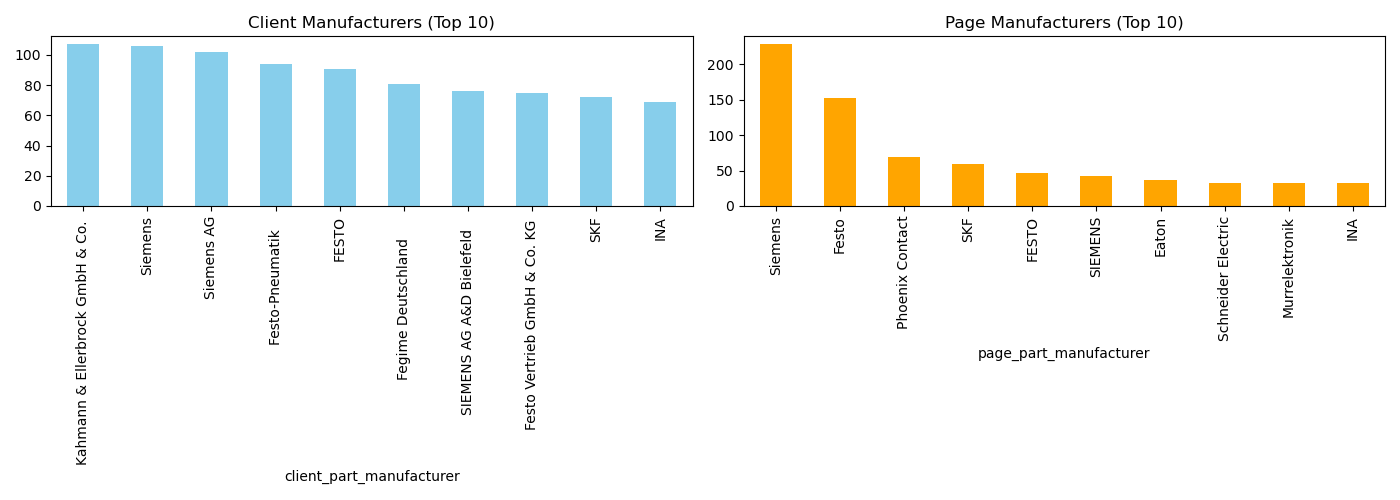 Client Manufacturers (Top 10)
100
80
60
40
20
0
Kahmann & Ellerbrock GmbH & Co.
Siemens
Siemens AG
Festo-Pneumatik
FESTO
Fegime Deutschland
SIEMENS AG A&D Bielefeld
Festo Vertrieb GmbH & Co. KG
SKF
INA
client_part_manufacturer
Page Manufacturers (Top 10)
200
150
100
50
0
Siemens
Festo
Phoenix Contact
SKF
FESTO
SIEMENS
Eaton
Schneider Electric
Murrelektronik
INA
page_part_manufacturer